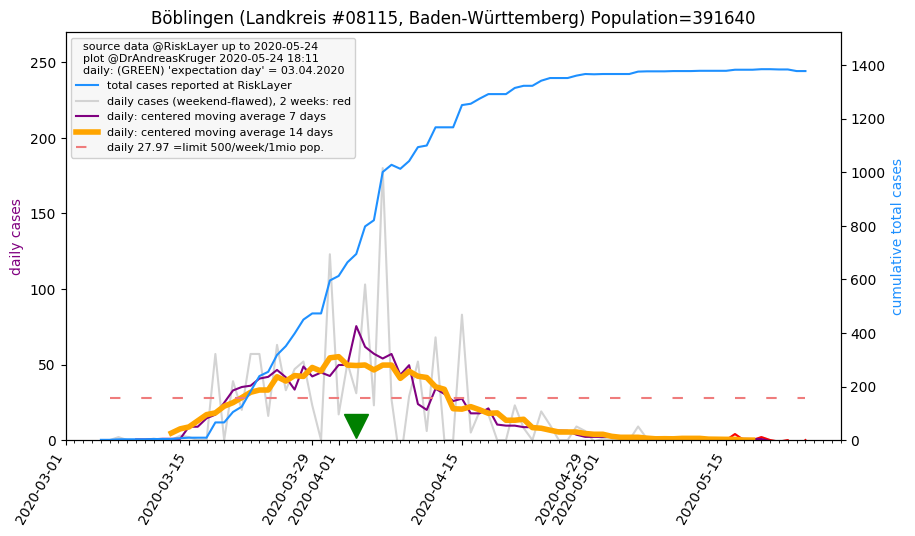 Böblingen (Landkreis #08115, Baden-Württemberg) Population=391640
source data @RiskLayer up to 2020-05-24
plot @DrAndreasKruger 2020-05-24 18:11
daily: (GREEN) 'expectation day' = 03.04.2020
total cases reported at RiskLayer
daily cases (weekend-flawed), 2 weeks: red
daily: centered moving average 7 days
daily: centered moving average 14 days
daily 27.97 =limit 500/week/1mio pop.
daily cases
250
200
150
100
50
0
cumulative total cases
1400
1200
1000
800
600
400
200
0
2020-03-01
2020-03-15
2020-03-29
2020-04-01
2020-04-15
2020-04-29
2020-05-01
2020-05-15